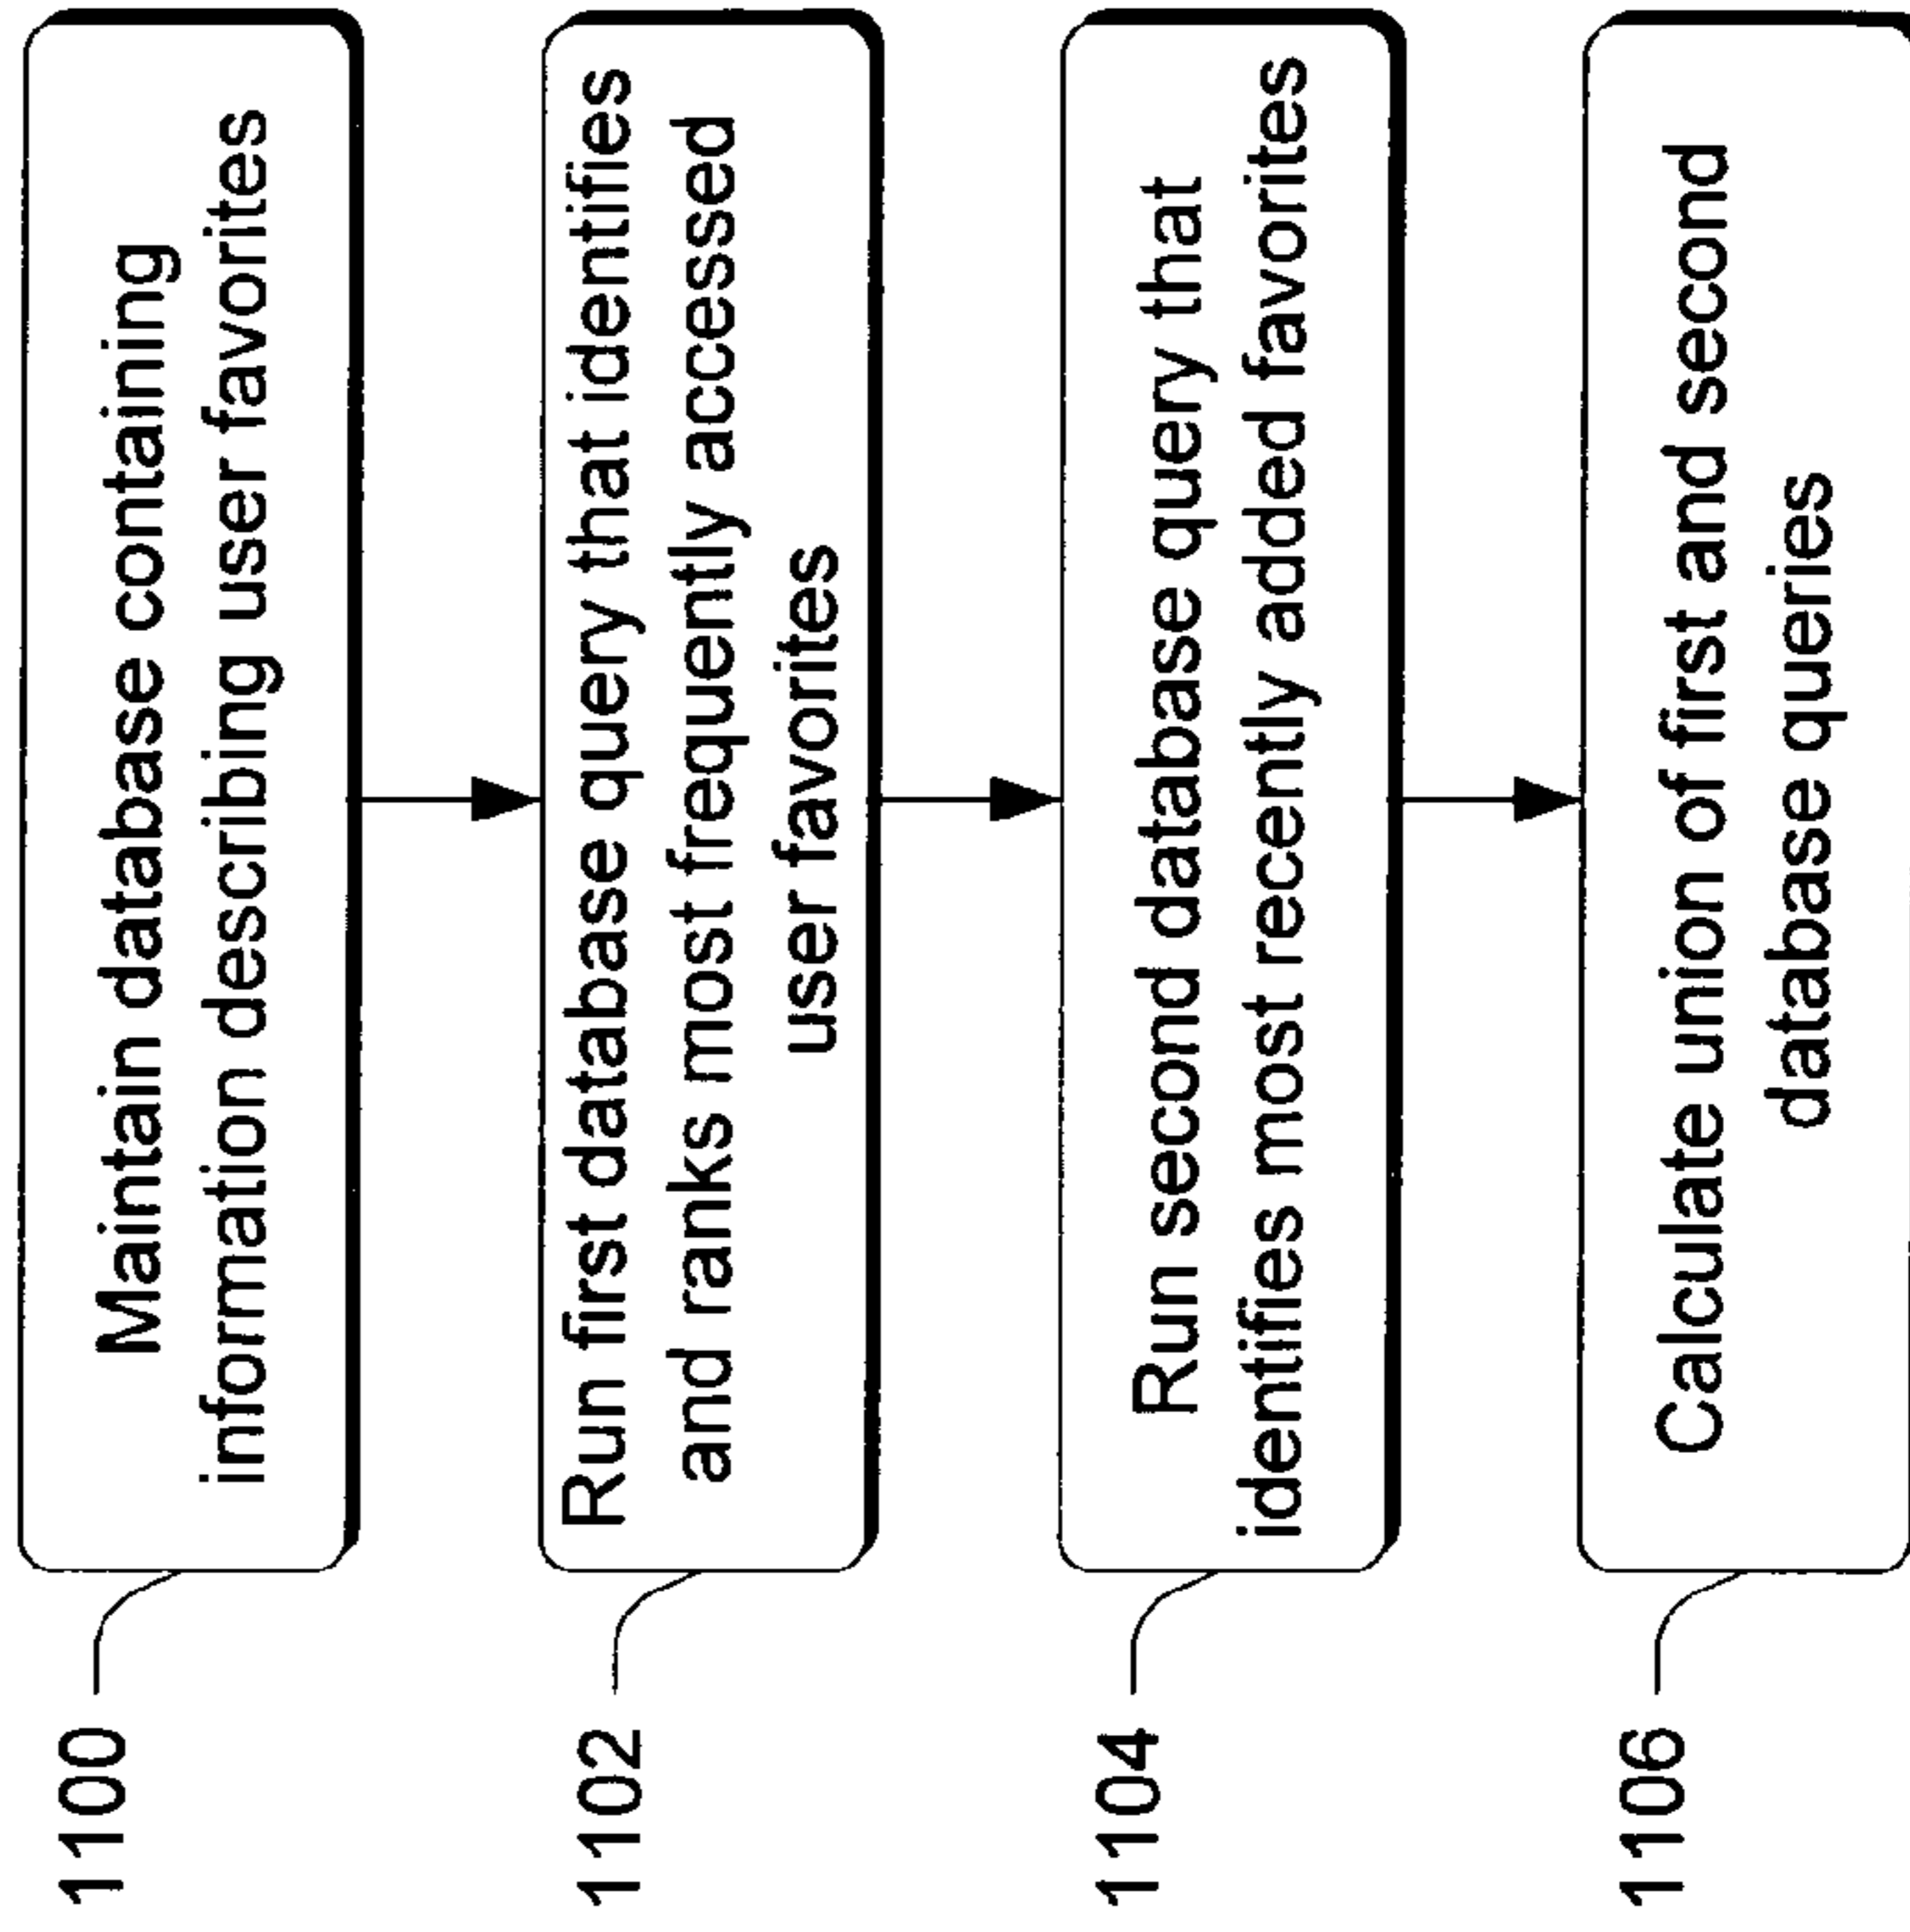 1100
Maintain database containing
information describing user favorites
1102
Run first database query that identifies
and ranks most frequently accessed
user favorites
1104
Run second database query that
identifies most recently added favorites
1106
Calculate union of first and second
database queries